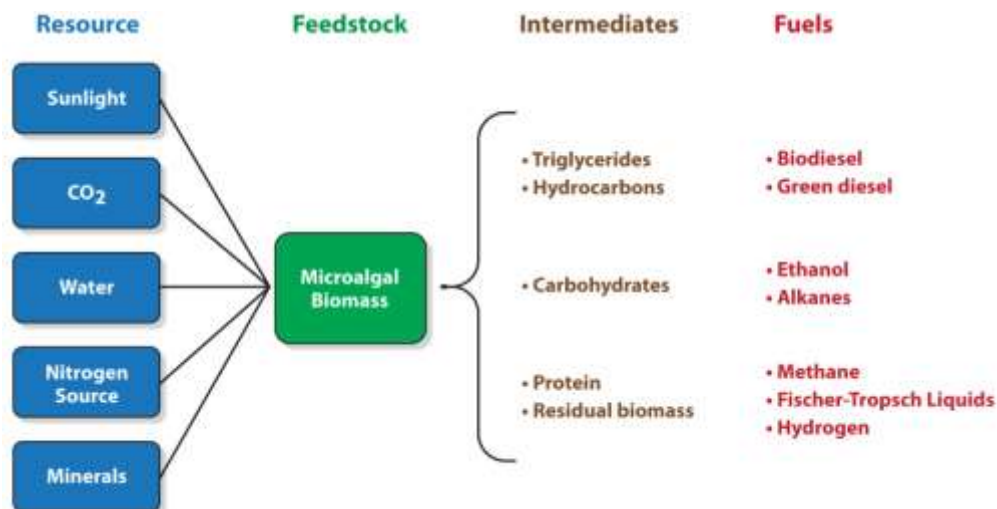 Resource Feedstock Intermediates Fuels
Sunlight
CO2
Water
Nitrogen
Source
Minerals
Microalgal
Biomass
• Triglycerides
• Hydrocarbons
• Carbohydrates
• Protein
• Residual biomass
• Biodiesel
• Green diesel
• Ethanol
• Alkanes
• Methane
• Fischer-Tropsch Liquids
• Hydrogen